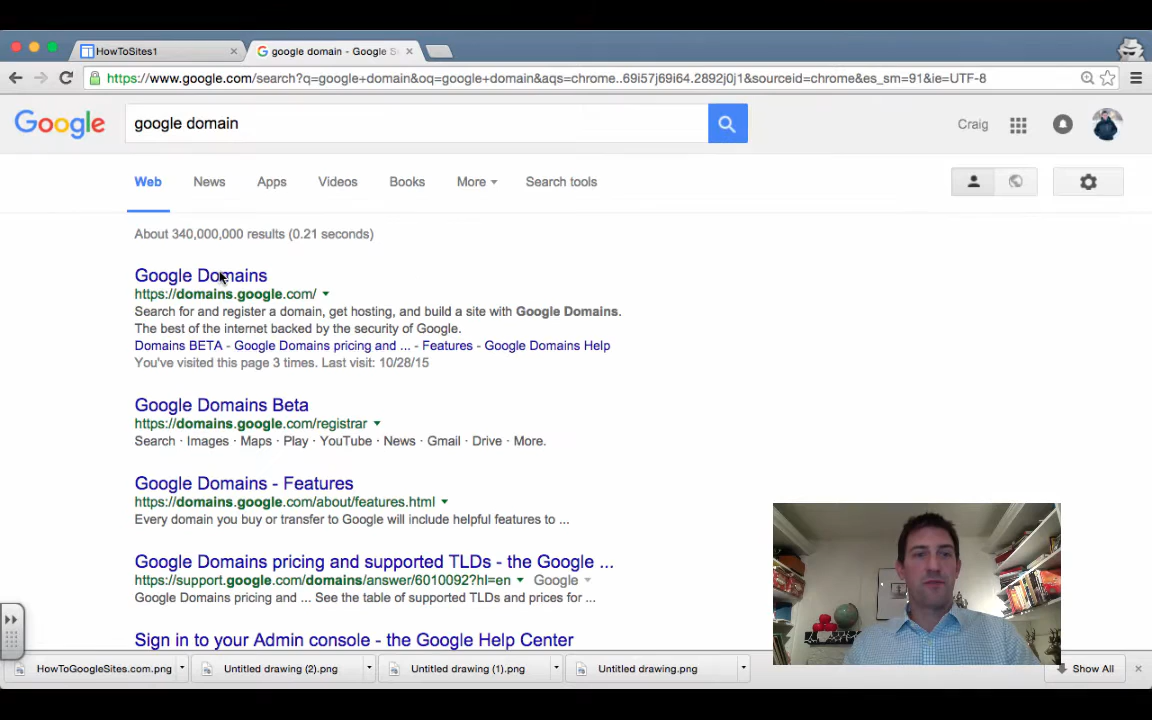 HowToSites1
google domain - Google Se
https://www.google.com/search?q=google+domain&oq=google+domain&aqs=chrome..69i57j69i64.2892j0j1&sourceid=chrome&es_sm=91&ie=UTF-8
Google
google domain
Craig
Web News Apps Videos Books More Search tools
About 340,000,000 results (0.21 seconds)
Google Domains
https://domains.google.com/
Search for and register a domain, get hosting, and build a site with Google Domains.
The best of the internet backed by the security of Google.
Domains BETA - Google Domains pricing and ... - Features - Google Domains Help
You've visited this page 3 times. Last visit: 10/28/15
Google Domains Beta
https://domains.google.com/registrar
Search · Images · Maps · Play · YouTube · News · Gmail · Drive · More.
Google Domains - Features
https://domains.google.com/about/features.html
Every domain you buy or transfer to Google will include helpful features to ...
Google Domains pricing and supported TLDs - the Google ...
https://support.google.com/domains/answer/6010092?hl=en Google
Google Domains pricing and ... See the table of supported TLDs and prices for ...
Sign in to your Admin console - the Google Help Center
HowToGoogleSites.com.png Untitled drawing (2).png Untitled drawing (1).png Untitled drawing.png Show All